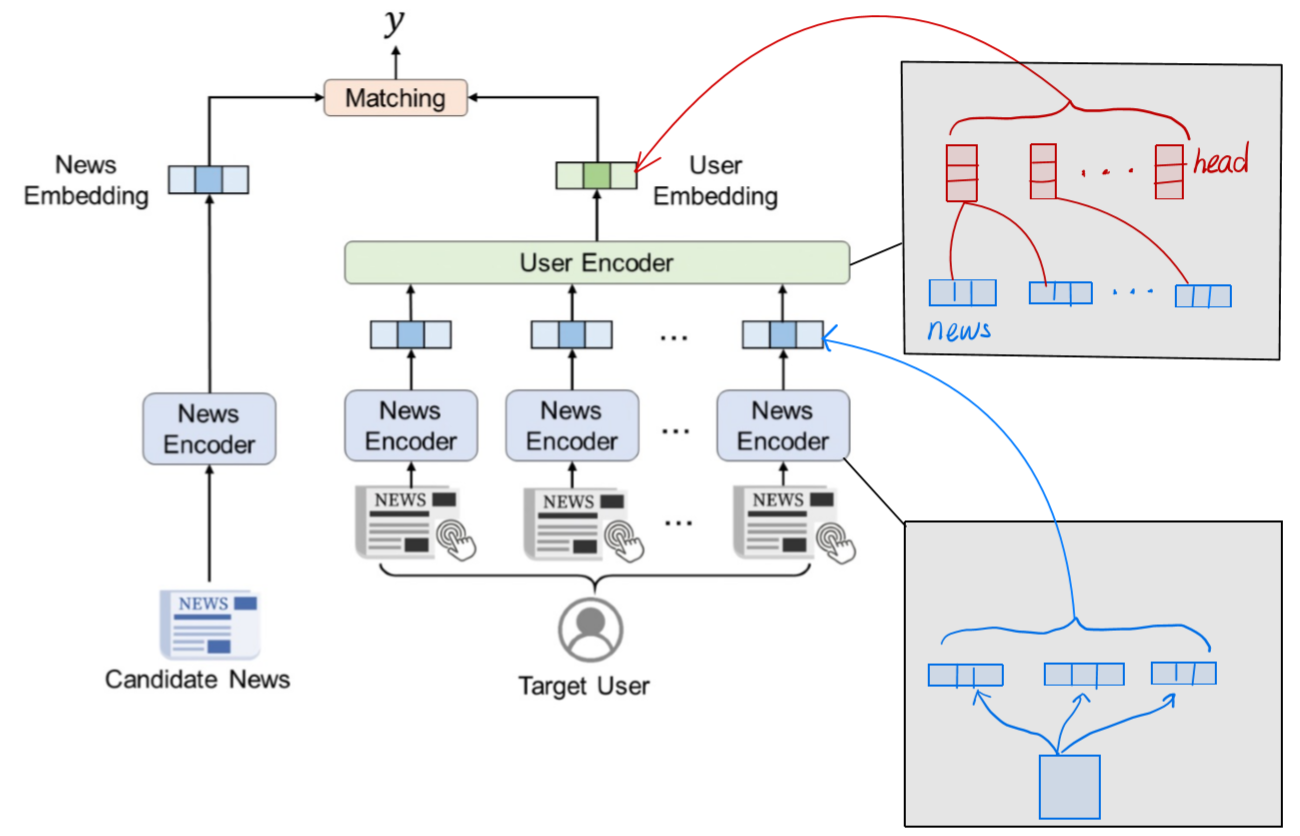 y
Matching
News
Embedding
User
Embedding
head
User Encoder
news
...
News
Encoder
News
Encoder
News
Encoder
...
News
Encoder
NEWS
NEWS
...
NEWS
NEWS
Candidate News
Target User